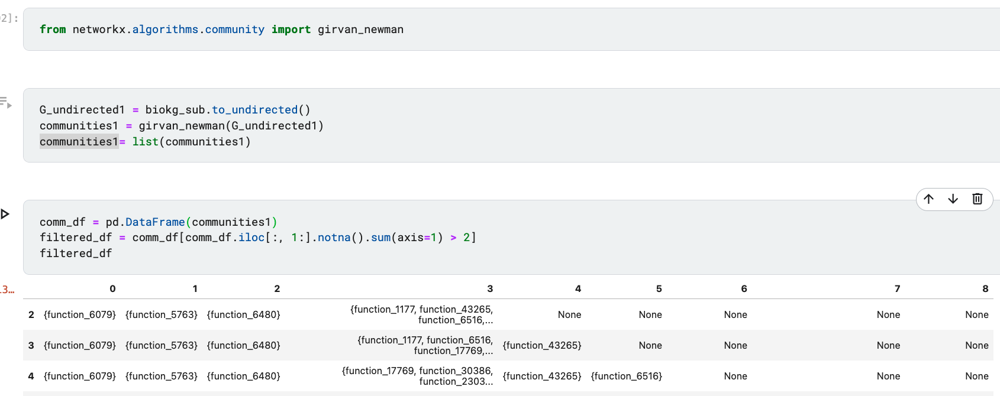 2]:
from networkx.algorithms.community import girvan_newman
G_undirected1 = biokg_sub.to_undirected()
communities1 = girvan_newman(G_undirected1)
communities1= list(communities1)
comm_df = pd.DataFrame(communities1)
filtered_df = comm_df[comm_df.iloc[:, 1:].notna().sum(axis=1) > 2]
filtered_df
13…
0 1 2 3 4 5 6 7 8
2 {function_6079} {function_5763} {function_6480} {function_1177, function_43265, None None None None None
function_6516,...
3 {function_6079} {function_5763} {function_6480} {function_1177, function_6516, {function_43265} None None None None
function_17769,...
4 {function_6079} {function_5763} {function_6480} {function_17769, function_30386, {function_43265} {function_6516} None None None
function_2303...